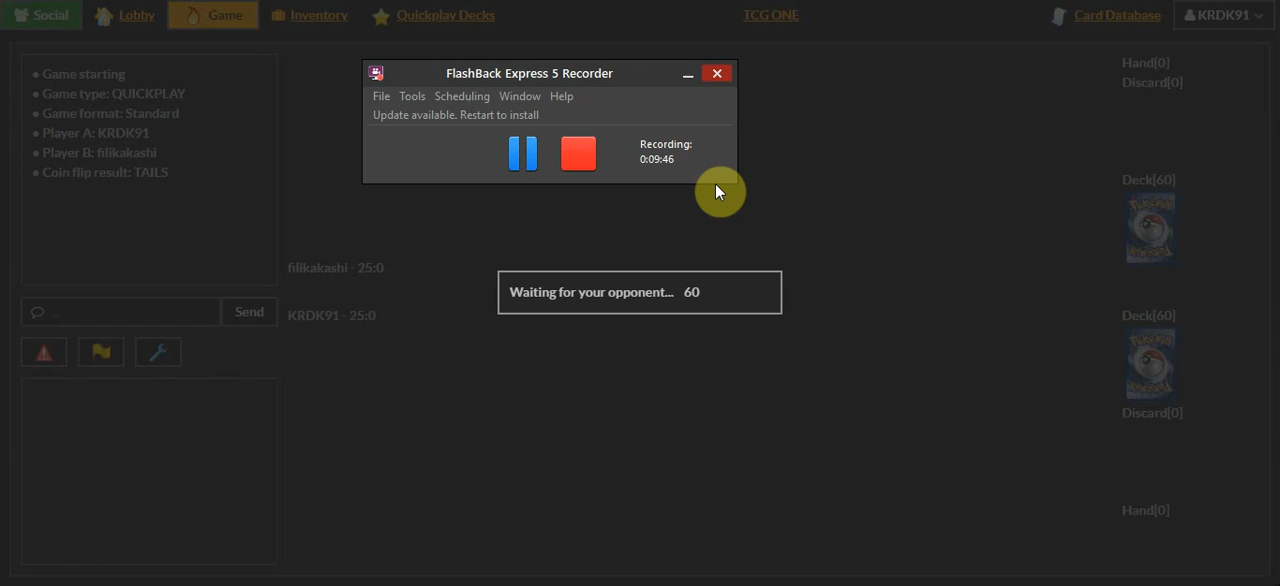 Social Lobby Game Inventory Quickplay Decks TCG ONE Card Database KRDK91
FlashBack Express 5 Recorder
File Tools Scheduling Window Help
Update available. Restart to install
Recording:
0:09:46
• Game starting
• Game type: QUICKPLAY
• Game format: Standard
• Player A: KRDK91
• Player B: filikakashi
• Coin flip result: TAILS
Hand[0]
Discard[0]
Deck[60]
filikakashi - 25:0
Waiting for your opponent... 60
... Send
KRDK91 - 25:0
Deck[60]
Discard[0]
Hand[0]